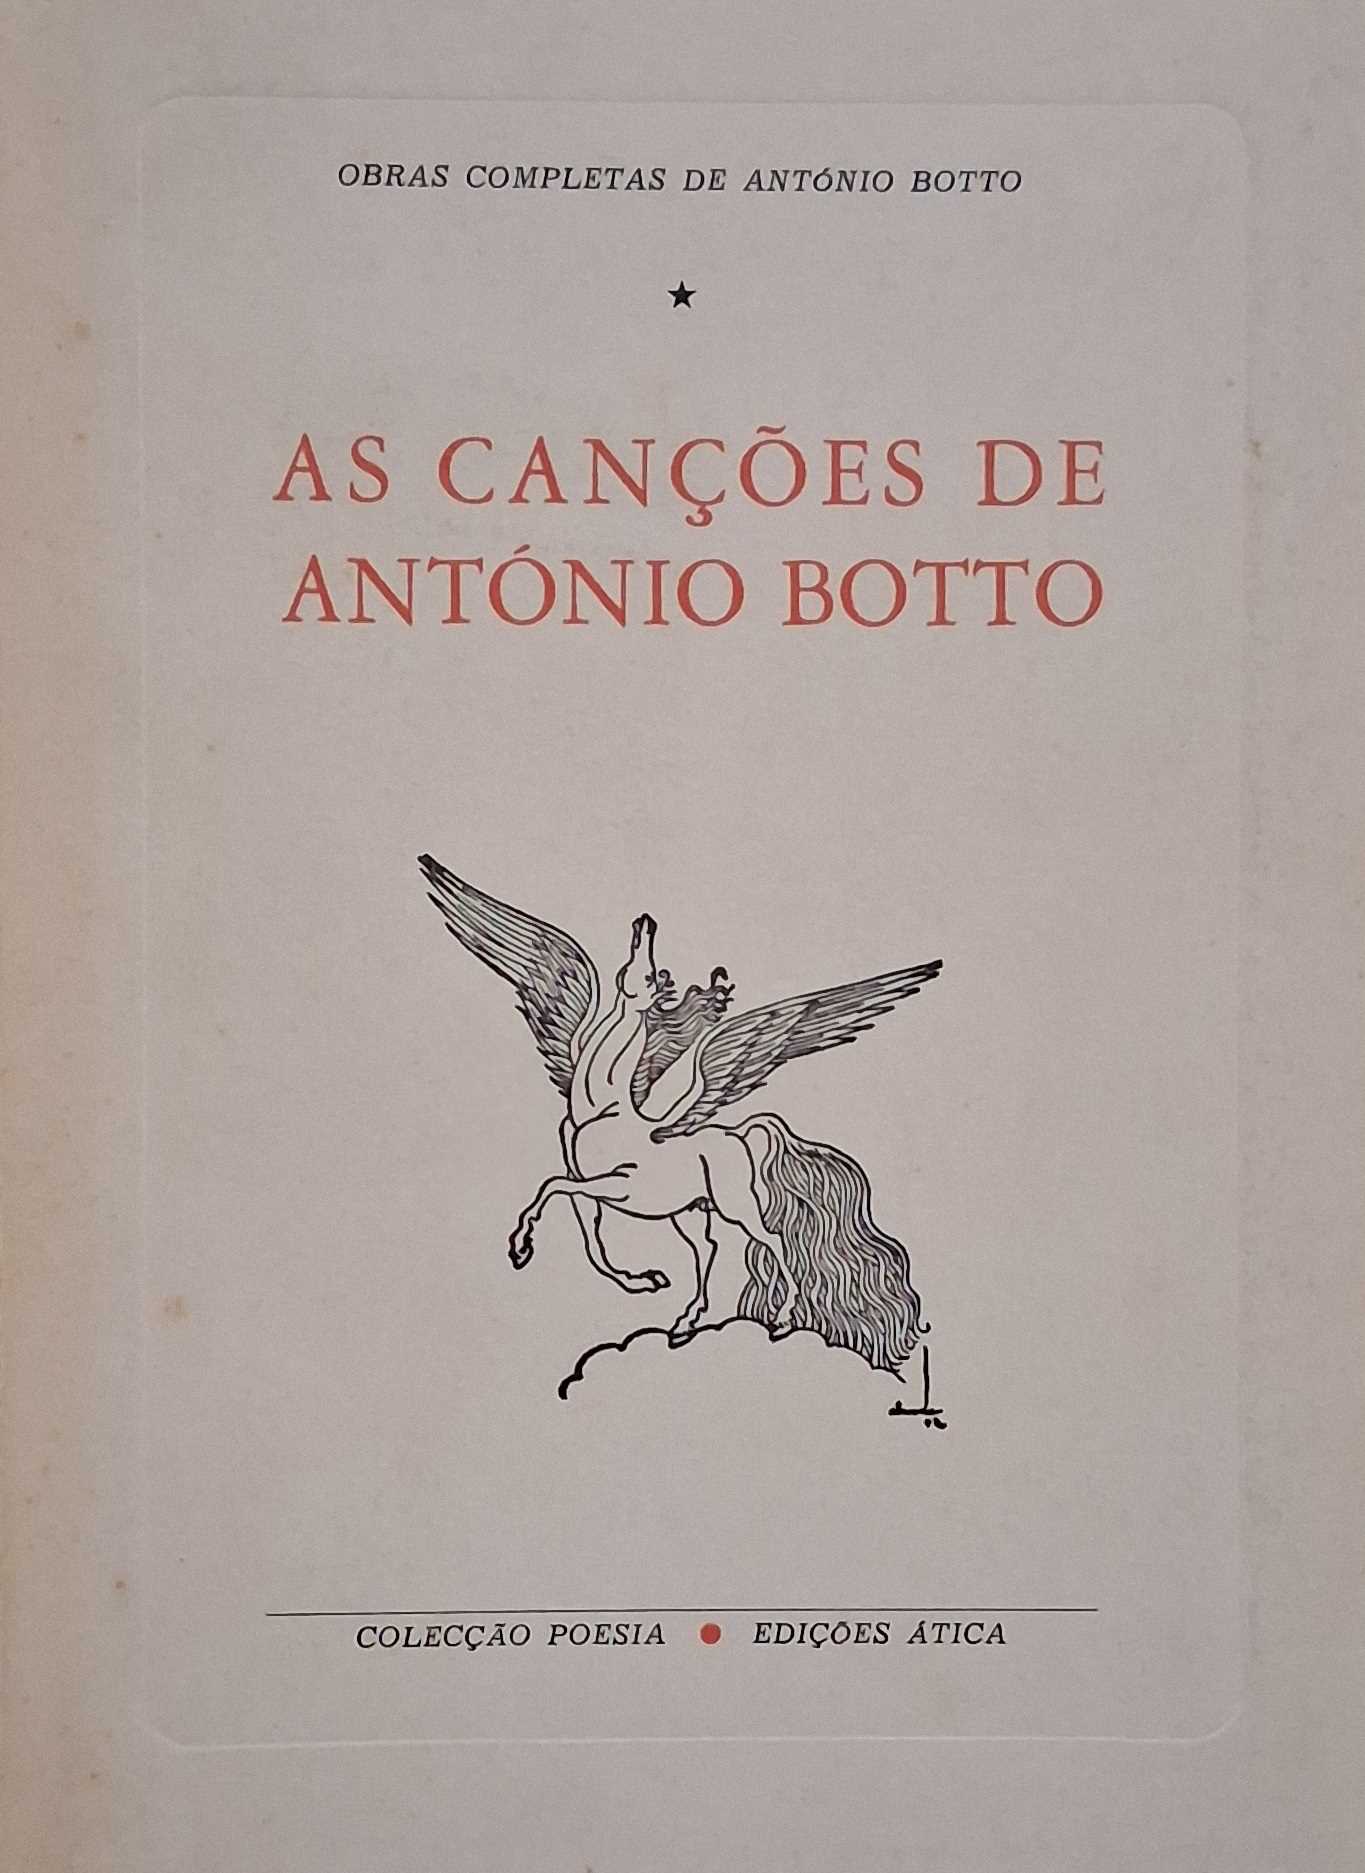 OBRAS COMPLETAS DE ANTÓNIO BOTTO
AS CANÇÕES DE
ANTÓNIO BOTTO
COLECÇÃO POESIA ● EDIÇÕES ÁTICA